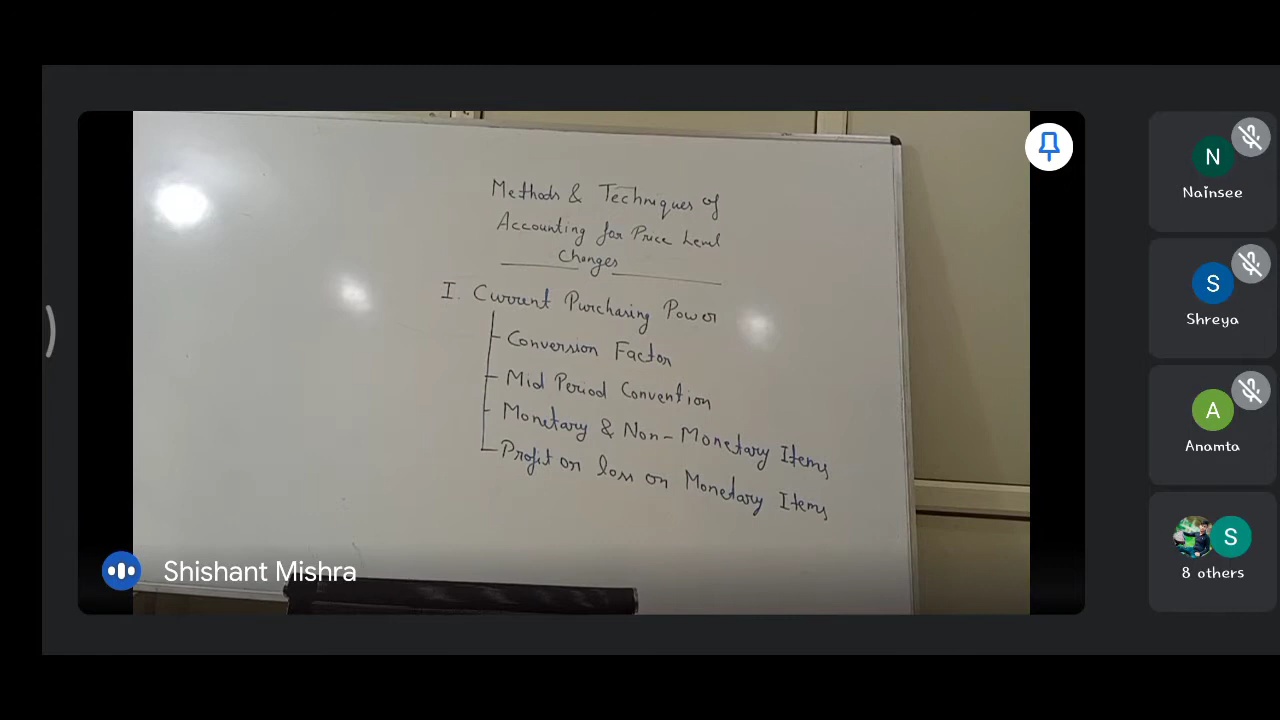 Methods & Techniques of
Accounting for Price Level
Changes
I. Current Purchasing Power
Conversion Factor
Mid Period Convention
Monetary & Non-Monetary Items
Profit or loss on Monetary Items
Shishant Mishra
N
Nainsee
S
Shreya
A
Anamta
S
8 others